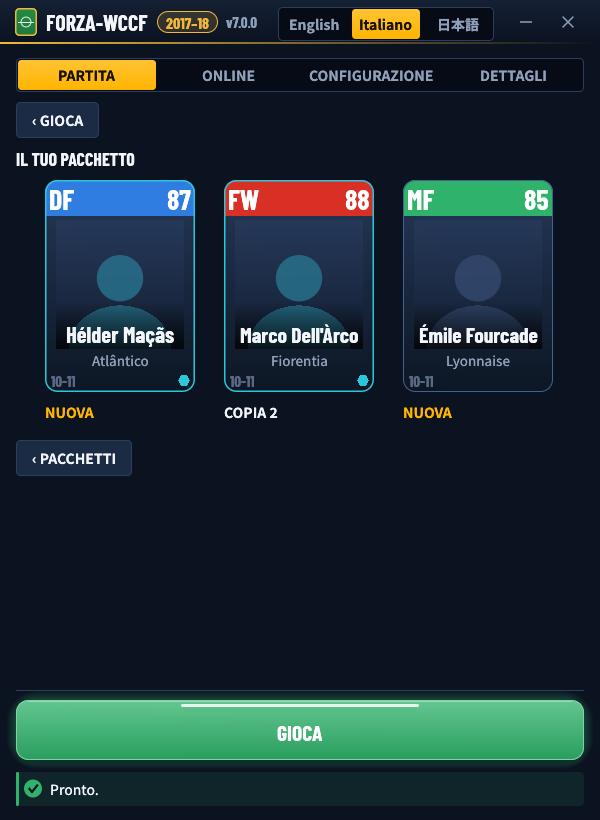 FORZA-WCCF 2017-18 v7.0.0 English Italiano 日本語
PARTITA ONLINE CONFIGURAZIONE DETTAGLI
‹ GIOCA
IL TUO PACCHETTO
DF 87
Hélder Maçãs
Atlântico
10-11
NUOVA
FW 88
Marco Dell'Àrco
Fiorentia
10-11
COPIA 2
MF 85
Émile Fourcade
Lyonnaise
10-11
NUOVA
‹ PACCHETTI
GIOCA
Pronto.